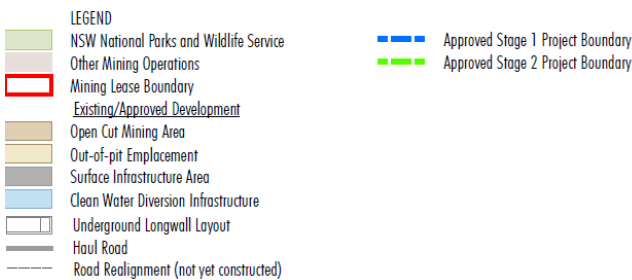 LEGEND
NSW National Parks and Wildlife Service
Other Mining Operations
Mining Lease Boundary
Existing/Approved Development
Open Cut Mining Area
Out-of-pit Emplacement
Surface Infrastructure Area
Clean Water Diversion Infrastructure
Underground Longwall Layout
Haul Road
Road Realignment (not yet constructed)
Approved Stage 1 Project Boundary
Approved Stage 2 Project Boundary